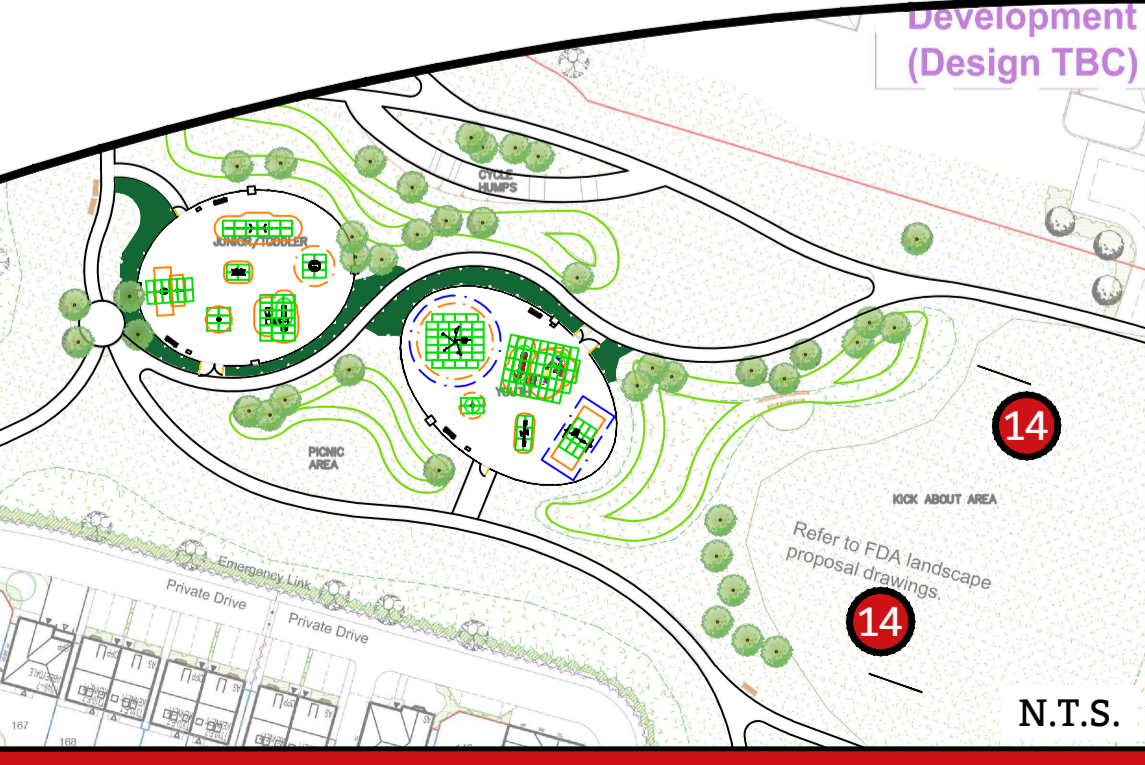 Development
(Design TBC)
CYCLE
HUMPS
JUNIOR/TODDLER
YOUTH
PICNIC
AREA
14
KICK ABOUT AREA
Refer to FDA landscape
proposal drawings.
14
Emergency Link
Private Drive
Private Drive
167
168
N.T.S.